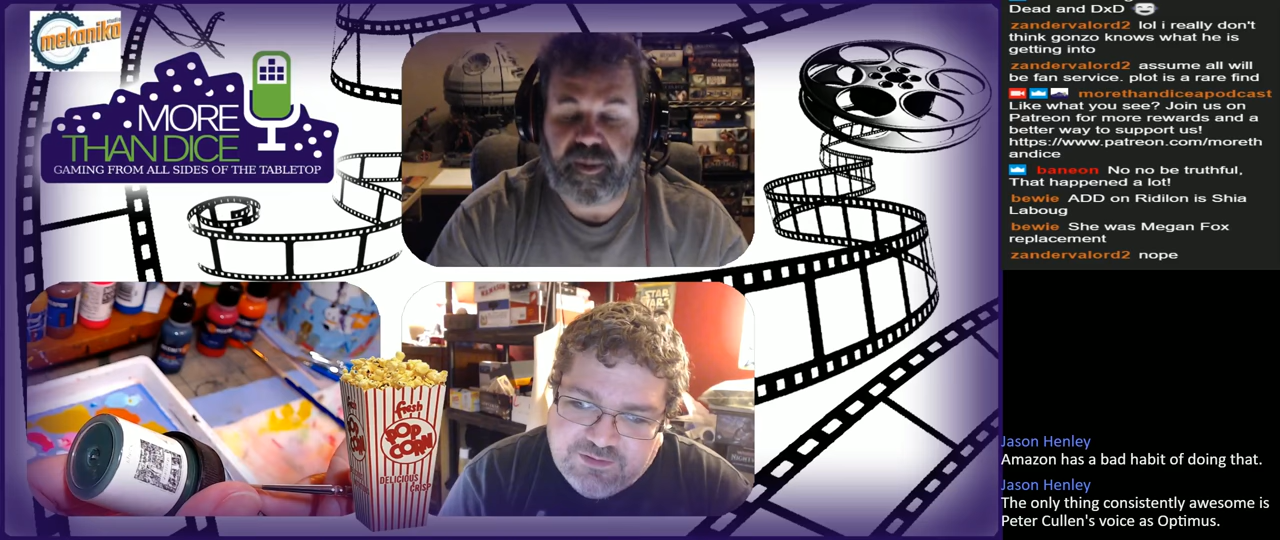 mekanika
studio
MORE
THAN DICE
GAMING FROM ALL SIDES OF THE TABLETOP
STAR
WARS
fresh
POP
CORN
DELICIOUS
CRISP
Dead and DxD
zandervalord2 lol i really don't
think gonzo knows what he is
getting into
zandervalord2 assume all will
be fan service. plot is a rare find
morethandiceapodcast
Like what you see? Join us on
Patreon for more rewards and a
better way to support us!
https://www.patreon.com/moreth
andice
baneon No no be truthful,
That happened a lot!
bewie ADD on Ridilon is Shia
Laboug
bewie She was Megan Fox
replacement
zandervalord2 nope
Jason Henley
Amazon has a bad habit of doing that.
Jason Henley
The only thing consistently awesome is
Peter Cullen's voice as Optimus.